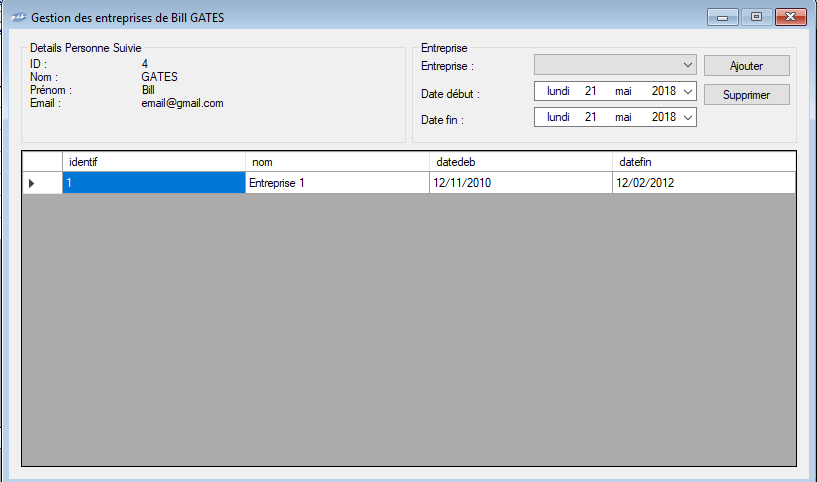 Gestion des entreprises de Bill GATES
Details Personne Suivie
ID : 4
Nom : GATES
Prénom : Bill
Email : email@gmail.com
Entreprise
Entreprise :
Ajouter
Date début : lundi 21 mai 2018
Supprimer
Date fin : lundi 21 mai 2018
identif nom datedeb datefin
1 Entreprise 1 12/11/2010 12/02/2012